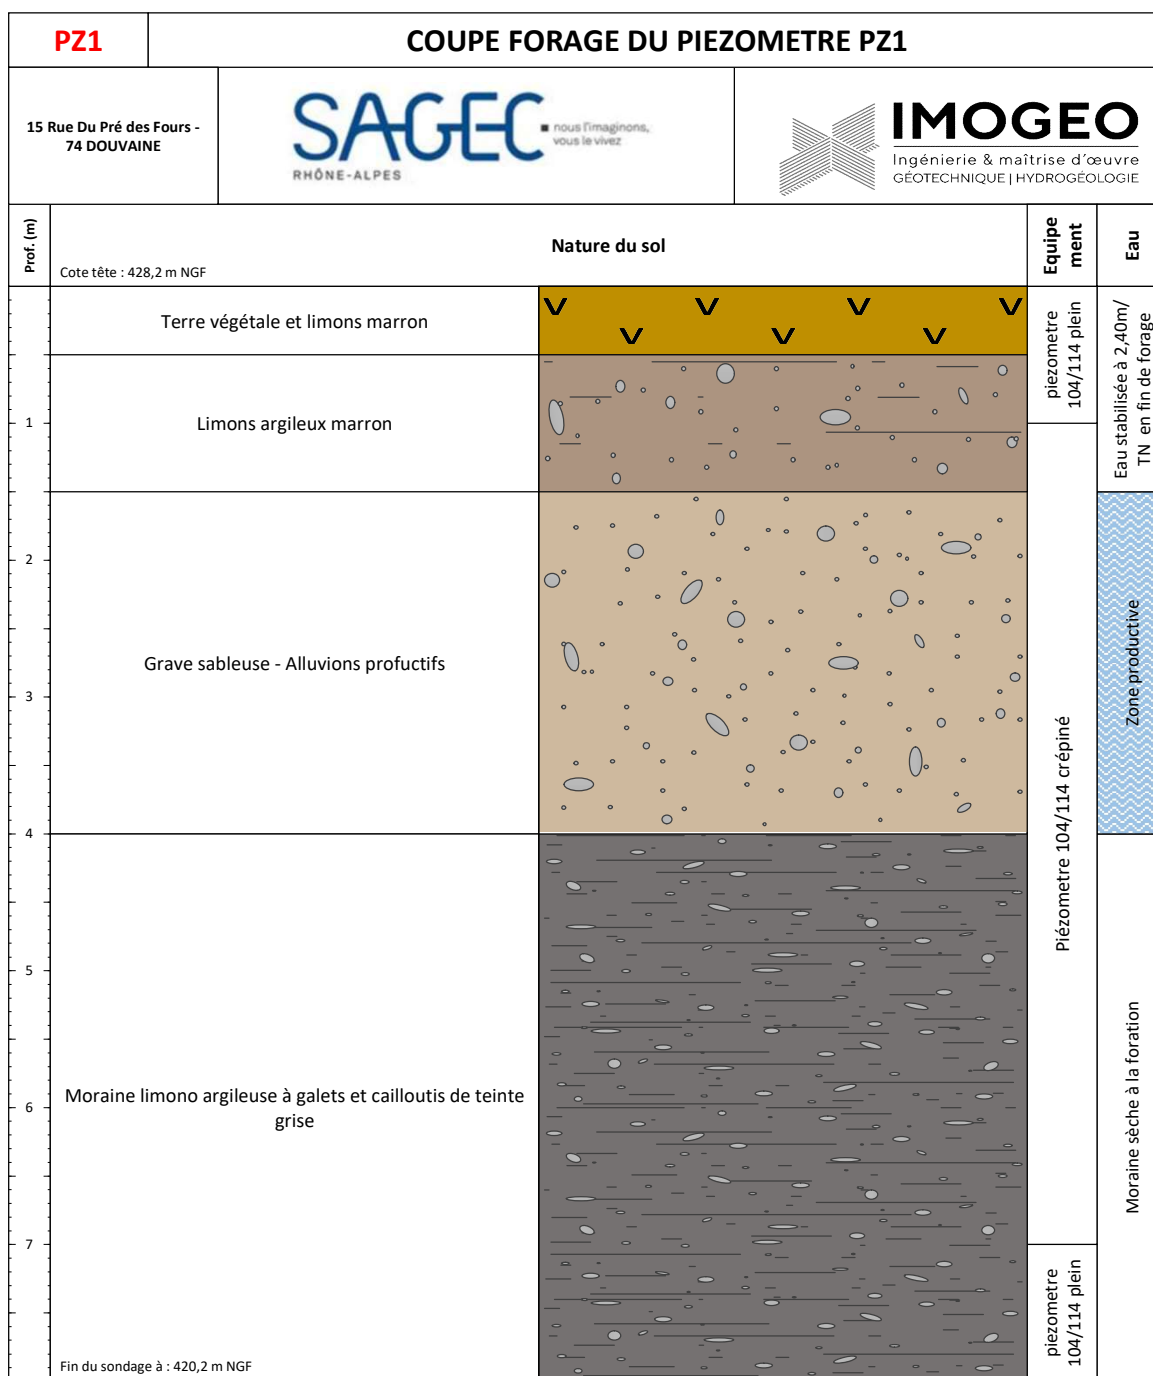 PZ1
COUPE FORAGE DU PIEZOMETRE PZ1
15 Rue Du Pré des Fours -
74 DOUVAINE
SAGEC
nous l'imaginons,
vous le vivez
RHÔNE-ALPES
IMOGEO
Ingénierie & maîtrise d'œuvre
GÉOTECHNIQUE | HYDROGÉOLOGIE
Prof. (m)
Nature du sol
Cote tête : 428,2 m NGF
Equipe
ment
Eau
Terre végétale et limons marron
piezometre
104/114 plein
Eau stabilisée à 2,40m/
TN en fin de forage
1
Limons argileux marron
2
Grave sableuse - Alluvions profuctifs
Zone productive
3
Piézometre 104/114 crépiné
4
5
Moraine limono argileuse à galets et cailloutis de teinte
grise
6
Moraine sèche à la foration
7
piezometre
104/114 plein
Fin du sondage à : 420,2 m NGF